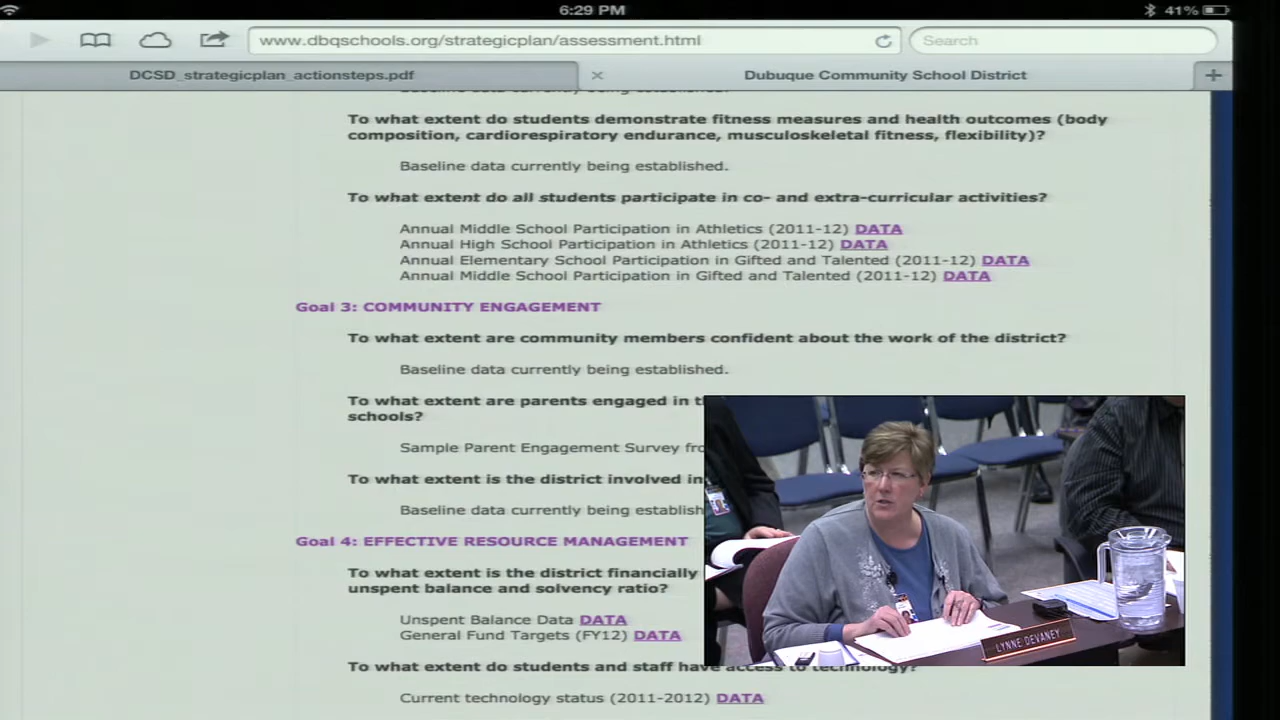 6:29 PM
41%
www.dbqschools.org/strategicplan/assessment.html
Search
DCSD_strategicplan_actionsteps.pdf
Dubuque Community School District
Baseline data currently being established.
To what extent do students demonstrate fitness measures and health outcomes (body
composition, cardiorespiratory endurance, musculoskeletal fitness, flexibility)?
Baseline data currently being established.
To what extent do all students participate in co- and extra-curricular activities?
Annual Middle School Participation in Athletics (2011-12) DATA
Annual High School Participation in Athletics (2011-12) DATA
Annual Elementary School Participation in Gifted and Talented (2011-12) DATA
Annual Middle School Participation in Gifted and Talented (2011-12) DATA
Goal 3: COMMUNITY ENGAGEMENT
To what extent are community members confident about the work of the district?
Baseline data currently being established.
To what extent are parents engaged in t
schools?
Sample Parent Engagement Survey fr
To what extent is the district involved in
Baseline data currently being establish
Goal 4: EFFECTIVE RESOURCE MANAGEMENT
To what extent is the district financially
unspent balance and solvency ratio?
Unspent Balance Data DATA
General Fund Targets (FY12) DATA
To what extent do students and staff have access to technology?
Current technology status (2011-2012) DATA
LYNNE DEVANEY